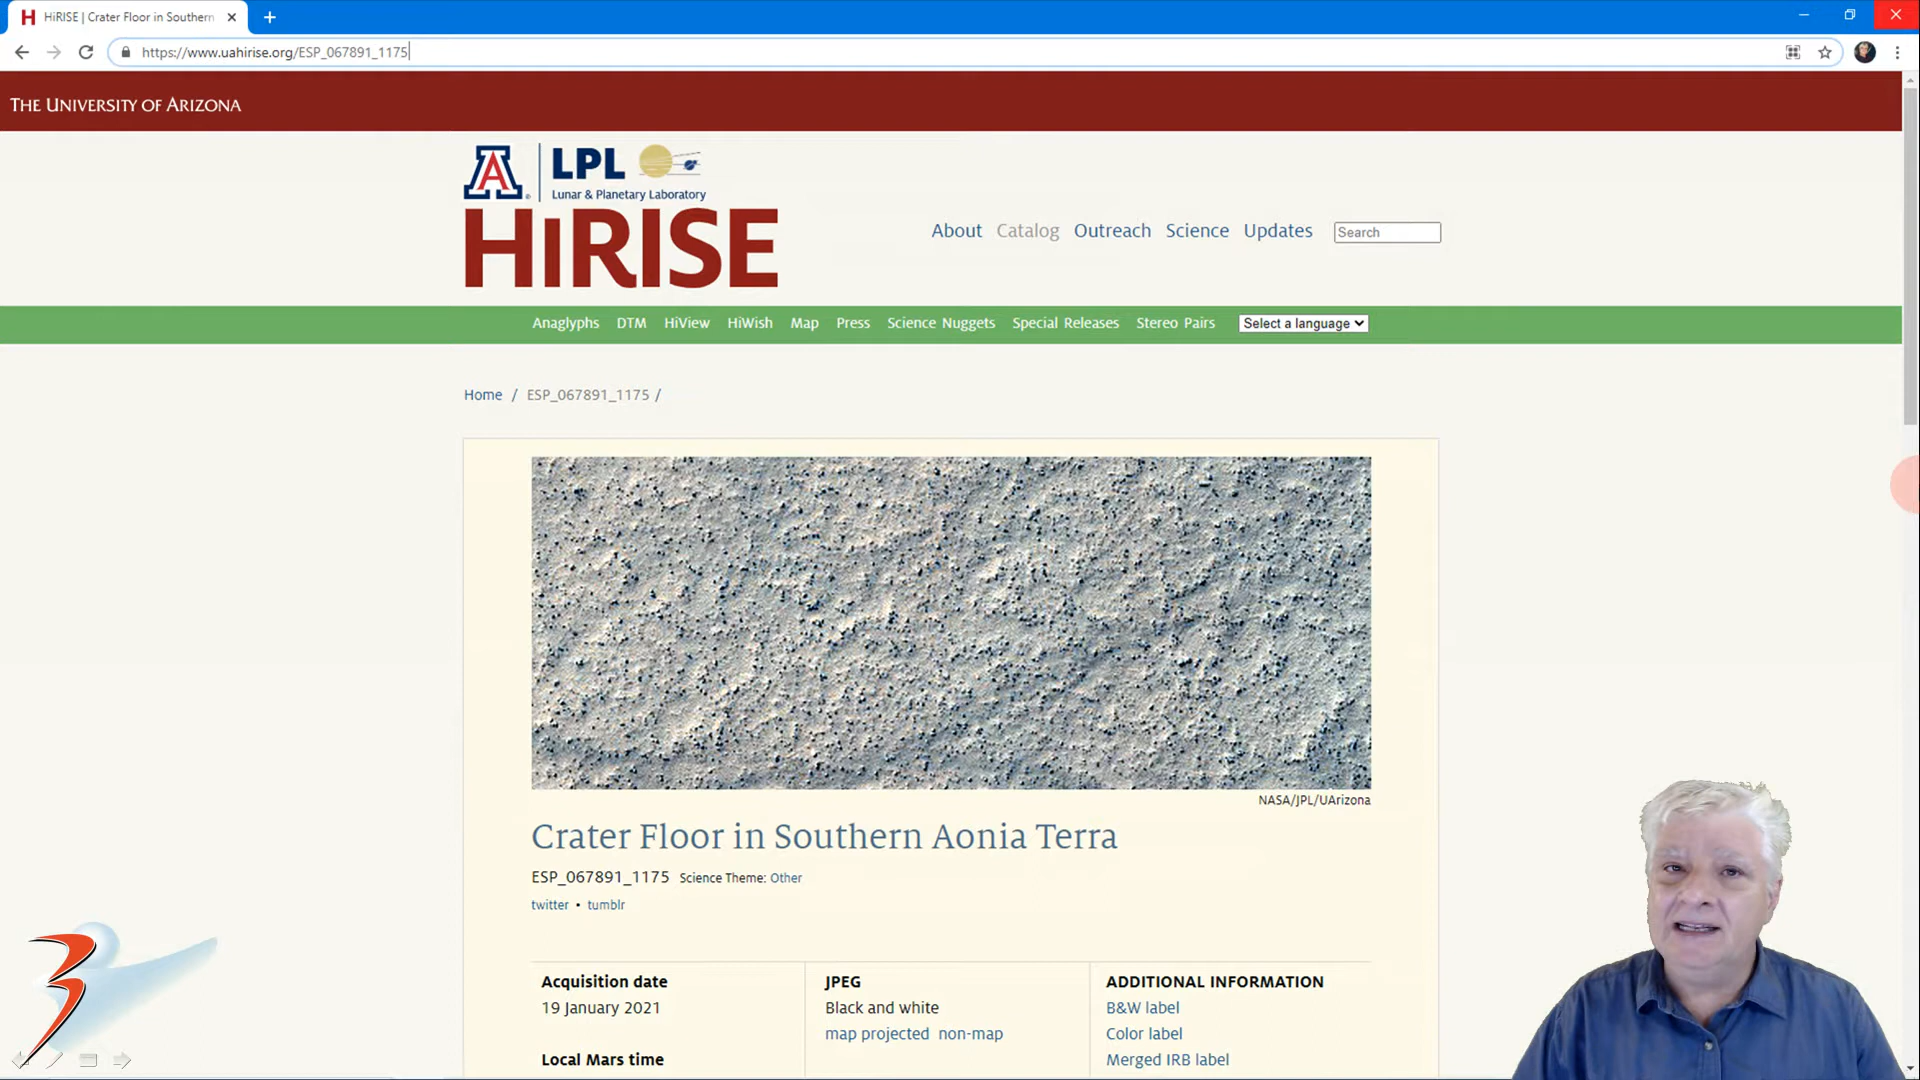 HiRISE | Crater Floor in Southern
https://www.uahirise.org/ESP_067891_1175
THE UNIVERSITY OF ARIZONA
A LPL
Lunar & Planetary Laboratory
HiRISE
About Catalog Outreach Science Updates Search
Anaglyphs DTM HiView HiWish Map Press Science Nuggets Special Releases Stereo Pairs Select a language
Home / ESP_067891_1175 /
NASA/JPL/UArizona
Crater Floor in Southern Aonia Terra
ESP_067891_1175 Science Theme: Other
twitter • tumblr
Acquisition date
19 January 2021
Local Mars time
JPEG
Black and white
map projected non-map
ADDITIONAL INFORMATION
B&W label
Color label
Merged IRB label
3